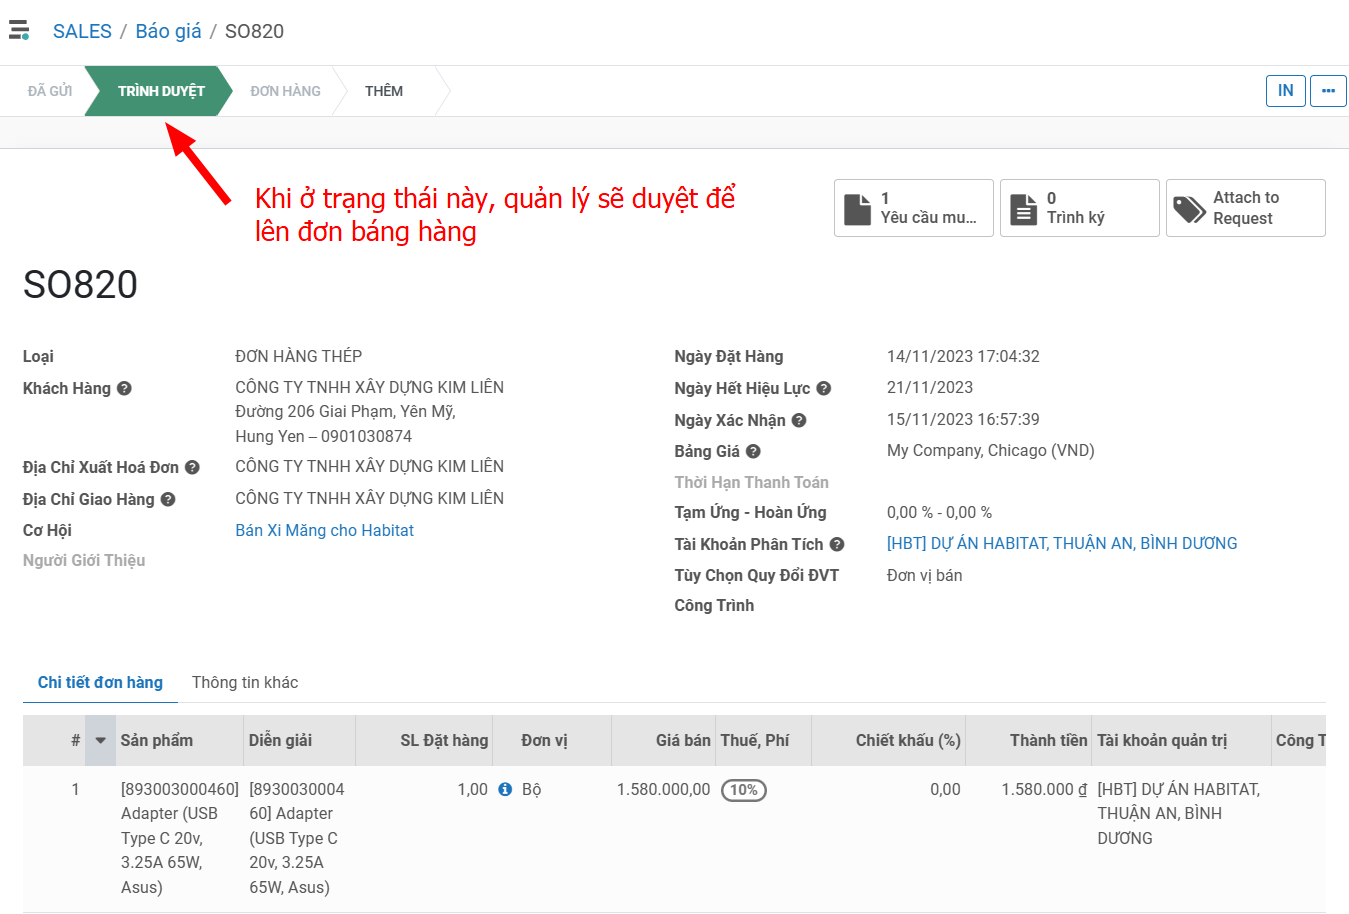 SALES / Báo giá / SO820
ĐÃ GỬI
TRÌNH DUYỆT
ĐƠN HÀNG
THÊM
IN
Khi ở trạng thái này, quản lý sẽ duyệt để
lên đơn báng hàng
1
Yêu cầu mu...
0
Trình ký
Attach to
Request
SO820
Loại
ĐƠN HÀNG THÉP
Khách Hàng
CÔNG TY TNHH XÂY DỰNG KIM LIÊN
Đường 206 Giai Phạm, Yên Mỹ,
Hung Yen – 0901030874
Địa Chỉ Xuất Hoá Đơn
CÔNG TY TNHH XÂY DỰNG KIM LIÊN
Địa Chỉ Giao Hàng
CÔNG TY TNHH XÂY DỰNG KIM LIÊN
Cơ Hội
Bán Xi Măng cho Habitat
Người Giới Thiệu
Ngày Đặt Hàng
14/11/2023 17:04:32
Ngày Hết Hiệu Lực
21/11/2023
Ngày Xác Nhận
15/11/2023 16:57:39
Bảng Giá
My Company, Chicago (VND)
Thời Hạn Thanh Toán
Tạm Ứng - Hoàn Ứng
0,00 % - 0,00 %
Tài Khoản Phân Tích
[HBT] DỰ ÁN HABITAT, THUẬN AN, BÌNH DƯƠNG
Tùy Chọn Quy Đổi ĐVT
Đơn vị bán
Công Trình
Chi tiết đơn hàng
Thông tin khác
# Sản phẩm Diễn giải SL Đặt hàng Đơn vị Giá bán Thuế, Phí Chiết khấu (%) Thành tiền Tài khoản quản trị Công T
1 [893003000460] [8930030004 1,00 Bộ 1.580.000,00 10% 0,00 1.580.000 ₫ [HBT] DỰ ÁN HABITAT,
Adapter (USB 60] Adapter THUẬN AN, BÌNH
Type C 20v, (USB Type C DƯƠNG
3.25A 65W, 20v, 3.25A
Asus) 65W, Asus)